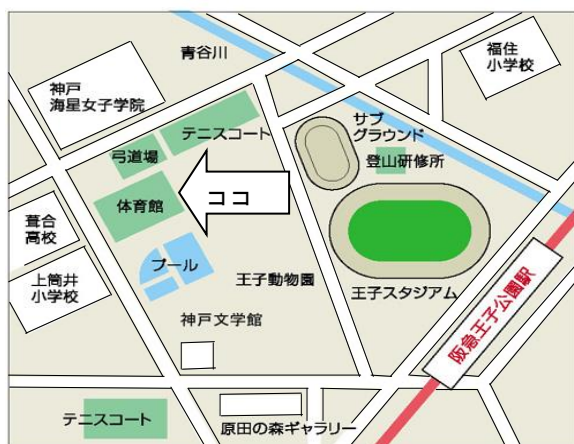 青谷川
福住
小学校
神戸
海星女子学院
テニスコート
サブ
グラウンド
弓道場
登山研修所
体育館
ココ
葺合
高校
プール
上筒井
小学校
王子動物園
王子スタジアム
阪急王子公園駅
神戸文学館
テニスコート
原田の森ギャラリー